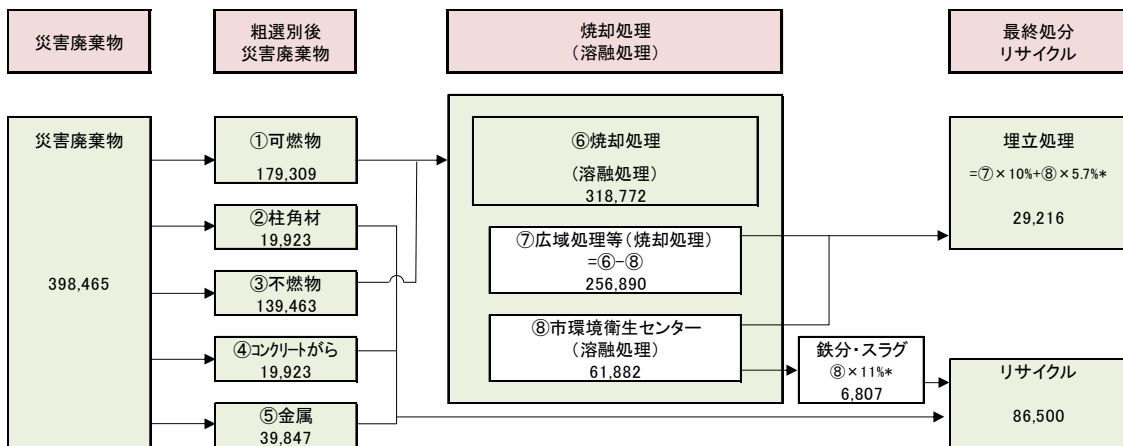 災害廃棄物
粗選別後
災害廃棄物
焼却処理
（溶融処理）
最終処分
リサイクル
災害廃棄物
398,465
①可燃物
179,309
②柱角材
19,923
③不燃物
139,463
④コンクリートがら
19,923
⑤金属
39,847
⑥焼却処理
（溶融処理）
318,772
⑦広域処理等（焼却処理）
=⑥-⑧
256,890
⑧市環境衛生センター
（溶融処理）
61,882
鉄分・スラグ
⑧×11%*
6,807
埋立処理
=⑦×10%+⑧×5.7%*
29,216
リサイクル
86,500